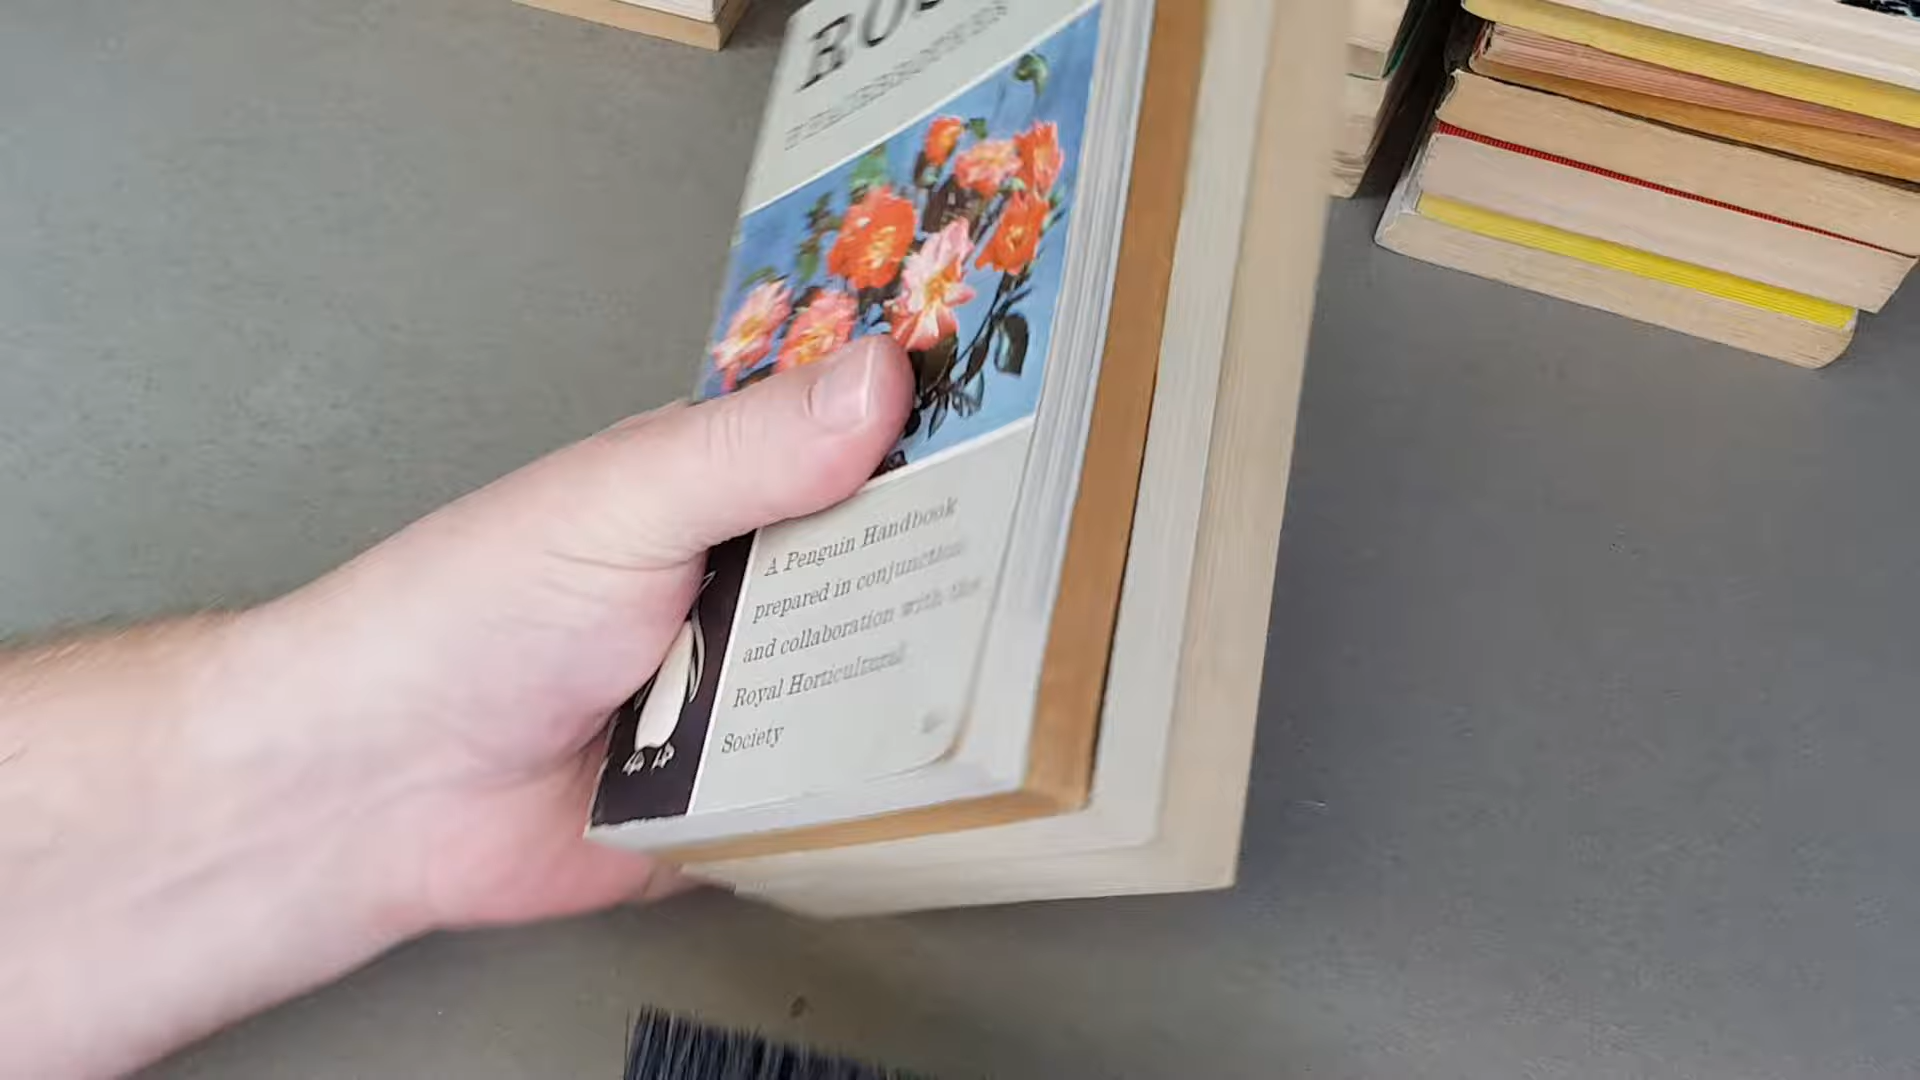 A Penguin Handbook
prepared in conjunction
and collaboration with the
Royal Horticultural
Society